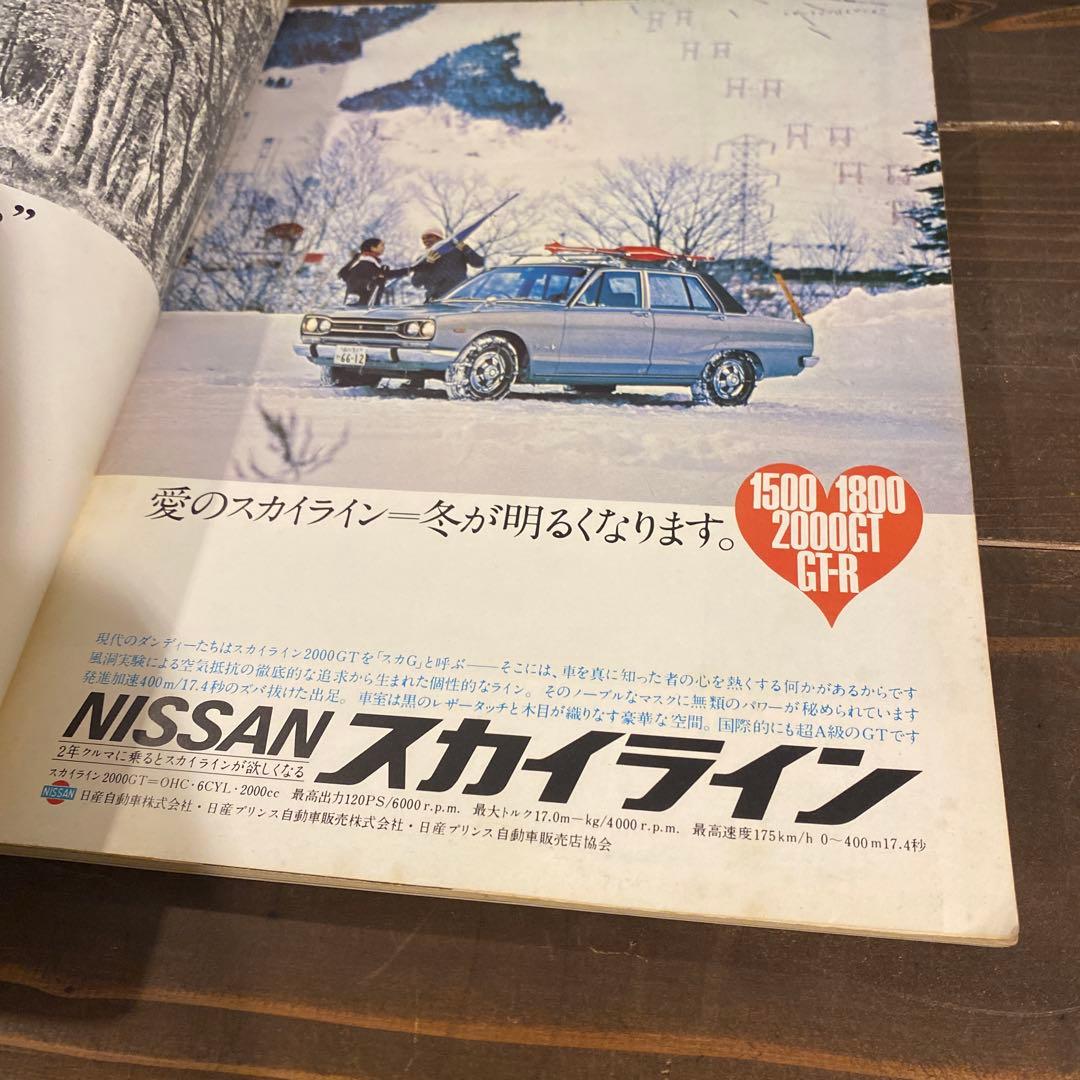 ”
66-12
愛のスカイライン＝冬が明るくなります。
1500 1800
2000GT
GT-R
現代のダンディーたちはスカイライン2000GTを「スカG」と呼ぶ――そこには、車を真に知った者の心を熱くする何かがあるからです
風洞実験による空気抵抗の徹底的な追求から生まれた個性的なライン。そのノーブルなマスクに無類のパワーが秘められています
発進加速400m/17.4秒のズバ抜けた出足。車室は黒のレザータッチと木目が織りなす豪華な空間。国際的にも超A級のGTです
NISSAN スカイライン
2年クルマに乗るとスカイラインが欲しくなる
スカイライン2000GT＝OHC・6CYL・2000cc 最高出力120PS/6000r.p.m. 最大トルク17.0m−kg/4000r.p.m. 最高速度175km/h 0〜400m17.4秒
NISSAN 日産自動車株式会社・日産プリンス自動車販売株式会社・日産プリンス自動車販売店協会